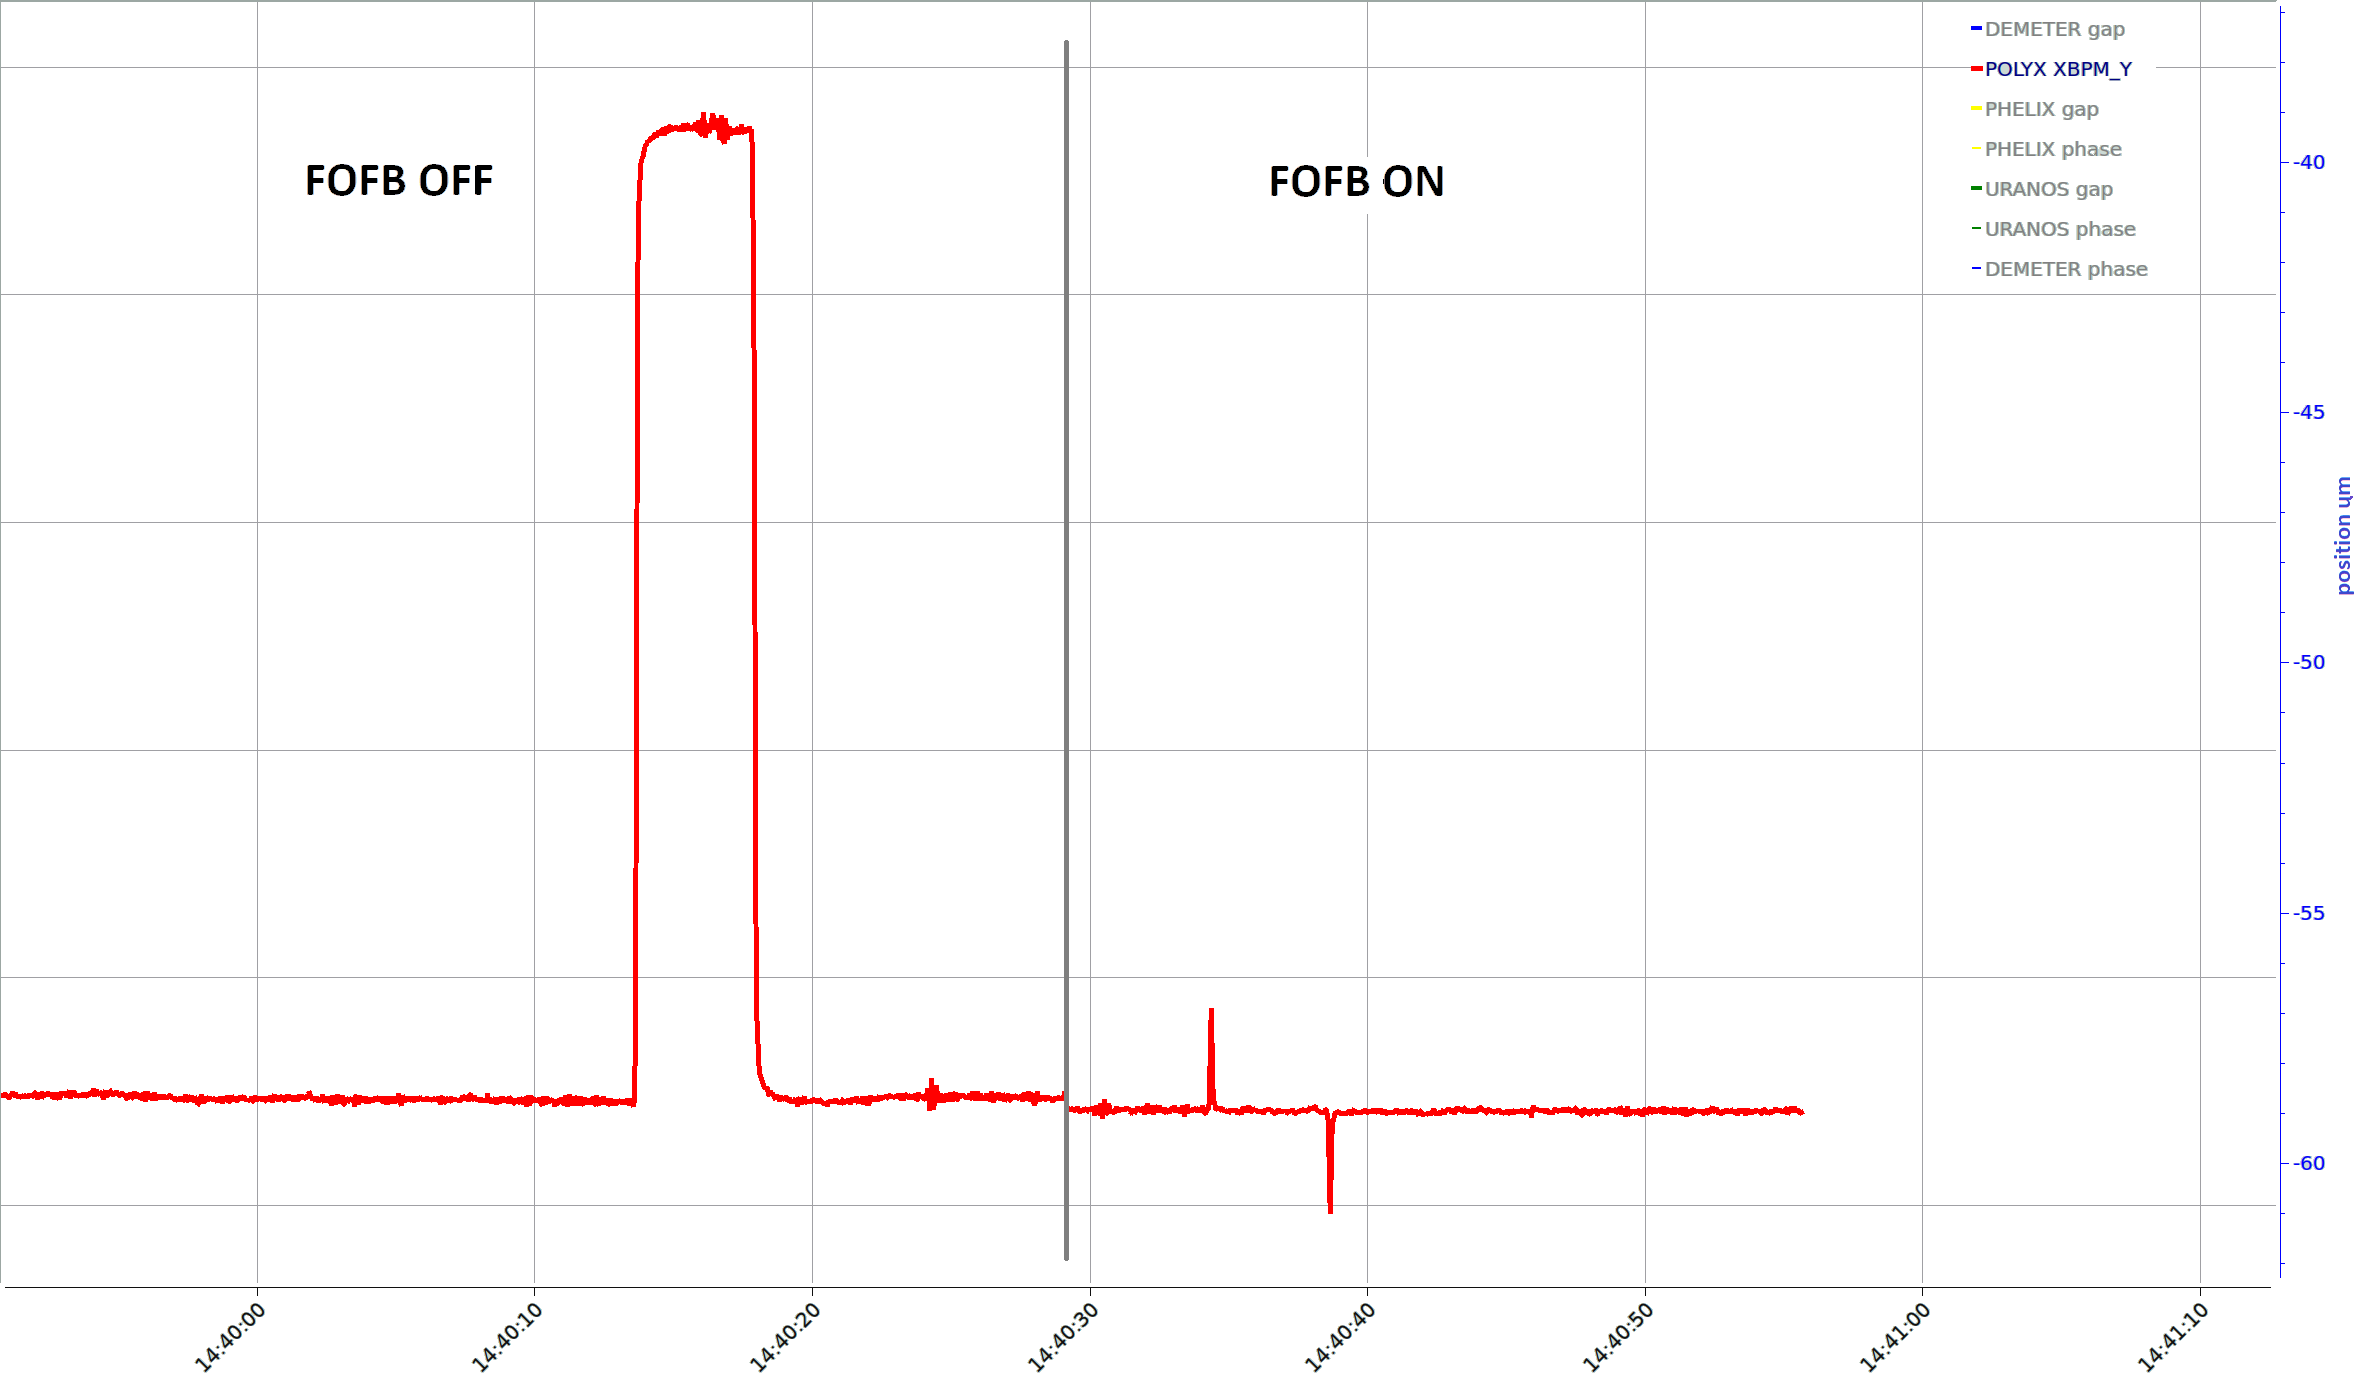 DEMETER gap
POLYX XBPM_Y
PHELIX gap
PHELIX phase
URANOS gap
URANOS phase
DEMETER phase
FOFB OFF
FOFB ON
-40
-45
-50
-55
-60
position um
14:40:00
14:40:10
14:40:20
14:40:30
14:40:40
14:40:50
14:41:00
14:41:10